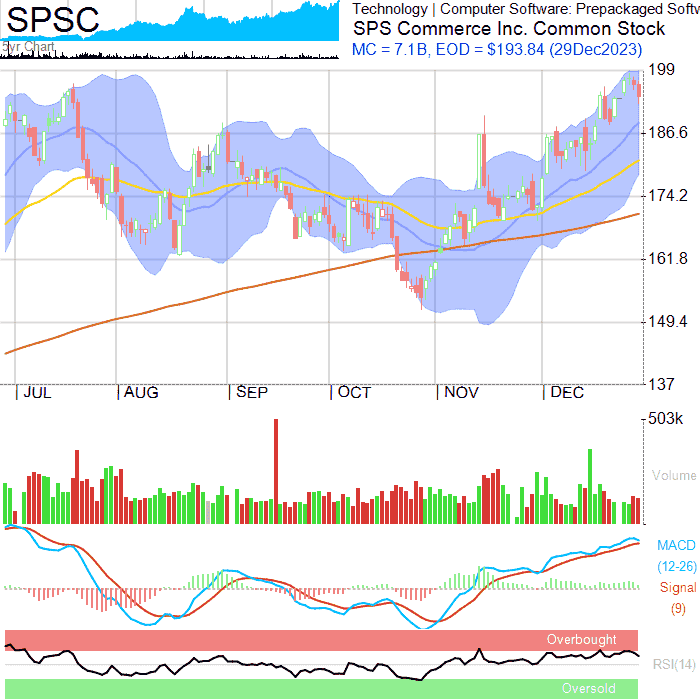 SPSC
5yr Chart
Technology | Computer Software: Prepackaged Softw
SPS Commerce Inc. Common Stock
MC = 7.1B, EOD = $193.84 (29Dec2023)
199
186.6
174.2
161.8
149.4
137
JUL
AUG
SEP
OCT
NOV
DEC
503k
Volume
MACD
(12-26)
Signal
(9)
Overbought
RSI(14)
Oversold